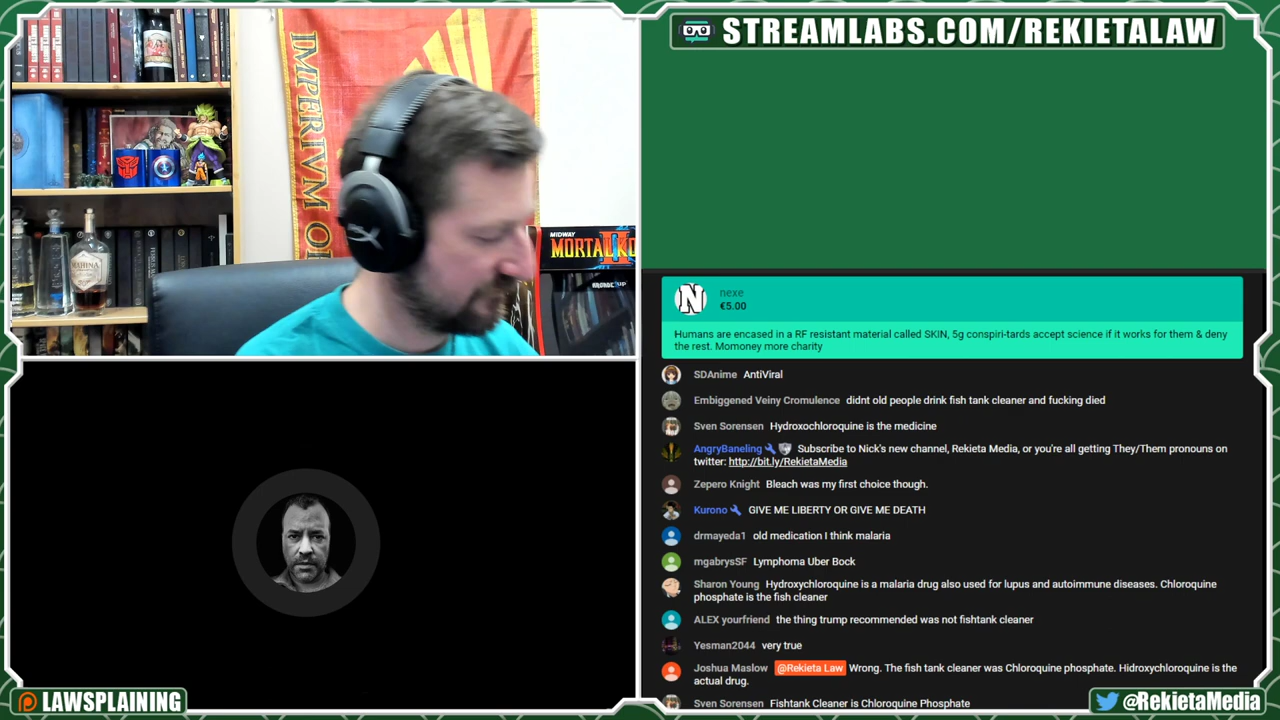 STREAMLABS.COM/REKIETALAW
IMPERIVM OF
MAHINA
MIDWAY
MORTAL KO
II
nexe
€5.00
Humans are encased in a RF resistant material called SKIN, 5g conspiri-tards accept science if it works for them & deny
the rest. Momoney more charity
SDAnime AntiViral
Embiggened Veiny Cromulence didnt old people drink fish tank cleaner and fucking died
Sven Sorensen Hydroxochloroquine is the medicine
AngryBaneling Subscribe to Nick's new channel, Rekieta Media, or you're all getting They/Them pronouns on
twitter: http://bit.ly/RekietaMedia
Zepero Knight Bleach was my first choice though.
Kurono GIVE ME LIBERTY OR GIVE ME DEATH
drmayeda1 old medication I think malaria
mgabrysSF Lymphoma Uber Bock
Sharon Young Hydroxychloroquine is a malaria drug also used for lupus and autoimmune diseases. Chloroquine
phosphate is the fish cleaner
ALEX yourfriend the thing trump recommended was not fishtank cleaner
Yesman2044 very true
Joshua Maslow @Rekieta Law Wrong. The fish tank cleaner was Chloroquine phosphate. Hidroxychloroquine is the
actual drug.
Sven Sorensen Fishtank Cleaner is Chloroquine Phosphate
LAWSPLAINING
@RekietaMedia